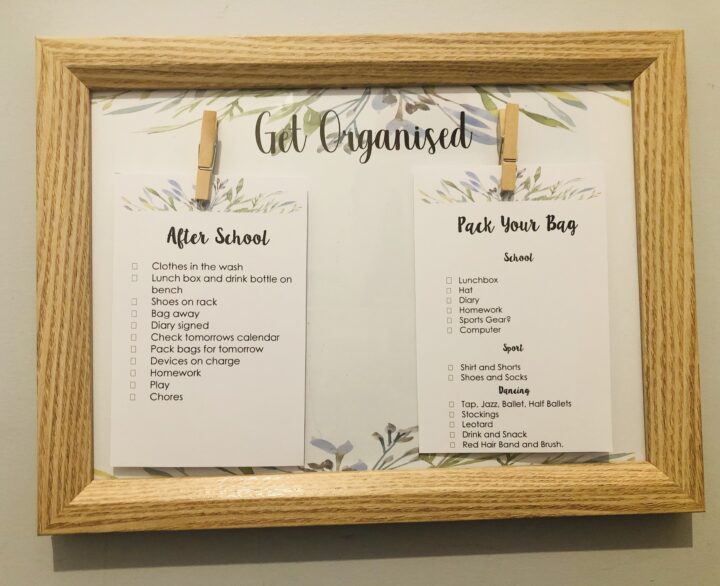 Get Organised
After School
Clothes in the wash
Lunch box and drink bottle on
bench
Shoes on rack
Bag away
Diary signed
Check tomorrows calendar
Pack bags for tomorrow
Devices on charge
Homework
Play
Chores
Pack Your Bag
School
Lunchbox
Hat
Diary
Homework
Sports Gear?
Computer
Sport
Shirt and Shorts
Shoes and Socks
Dancing
Tap, Jazz, Ballet, Half Ballets
Stockings
Leotard
Drink and Snack
Red Hair Band and Brush.